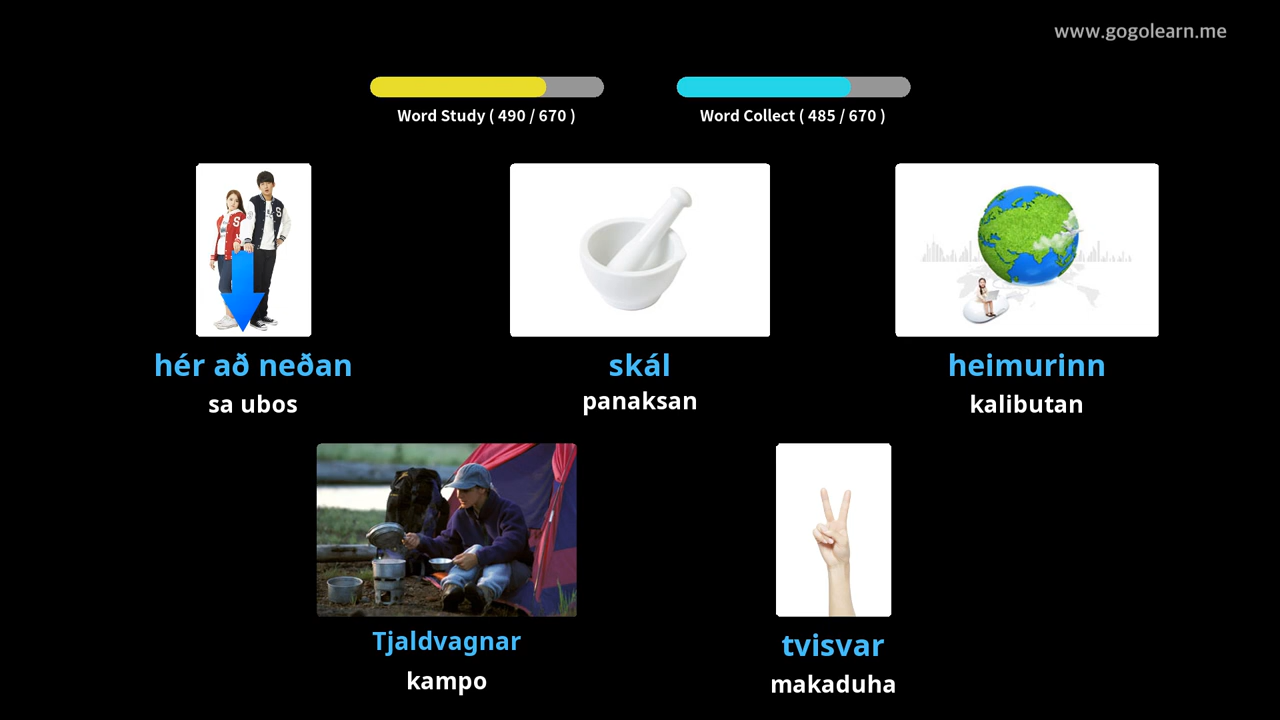 www.gogolearn.me
Word Study ( 490 / 670 )
Word Collect ( 485 / 670 )
hér að neðan
sa ubos
skál
panaksan
heimurinn
kalibutan
Tjaldvagnar
kampo
tvisvar
makaduha